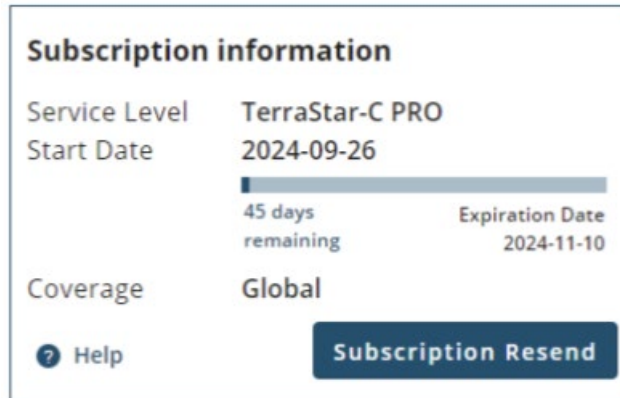 Subscription information
Service Level TerraStar-C PRO
Start Date 2024-09-26
45 days remaining
Expiration Date 2024-11-10
Coverage Global
? Help
Subscription Resend